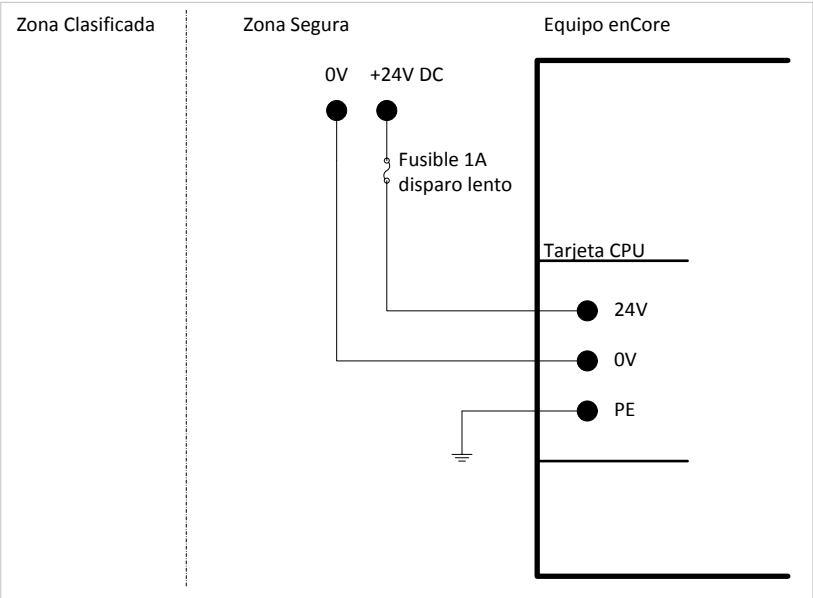 Zona Clasificada
Zona Segura
Equipo enCore
0V
+24V DC
Fusible 1A
disparo lento
Tarjeta CPU
24V
0V
PE